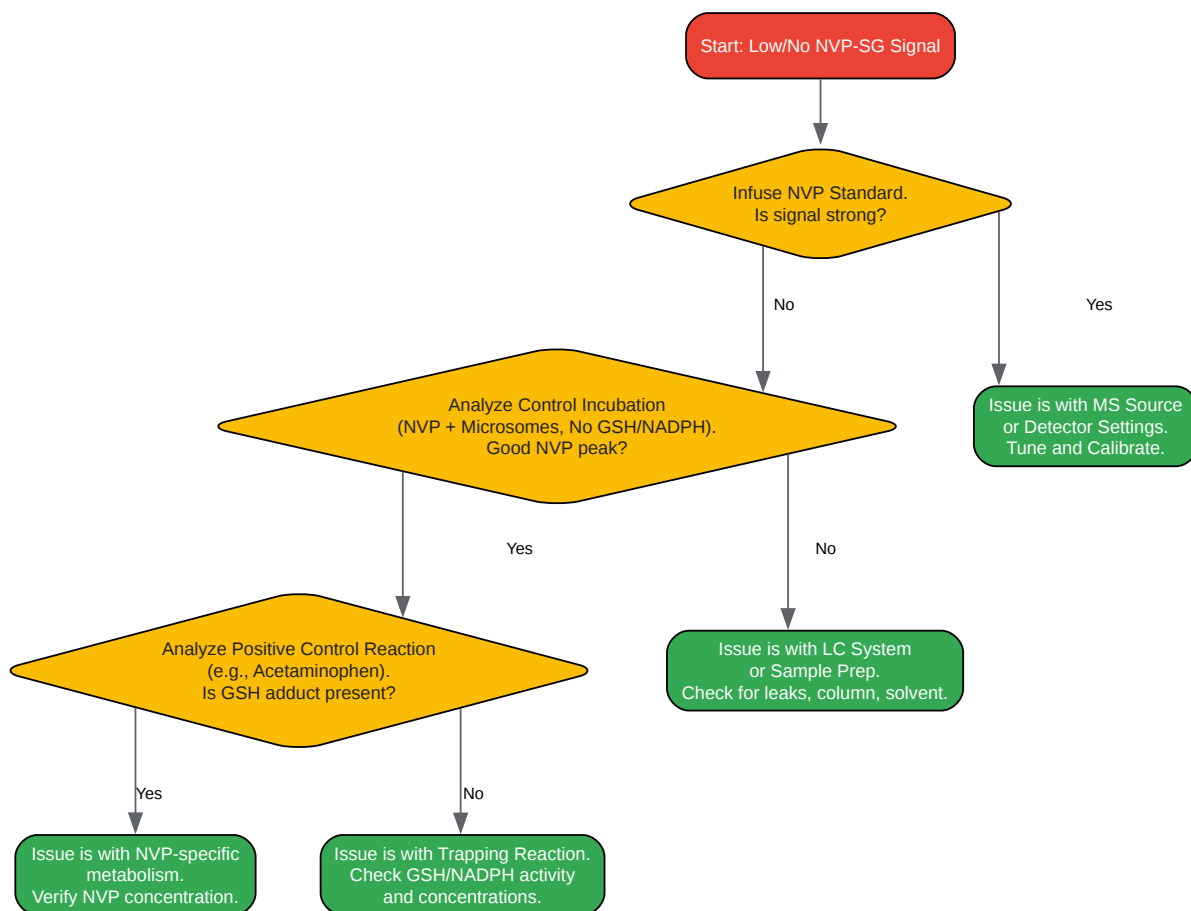 Start: Low/No NVP-SG Signal
Infuse NVP Standard.
Is signal strong?
No
Yes
Analyze Control Incubation
(NVP + Microsomes, No GSH/NADPH).
Good NVP peak?
Issue is with MS Source
or Detector Settings.
Tune and Calibrate.
Yes
No
Analyze Positive Control Reaction
(e.g., Acetaminophen).
Is GSH adduct present?
Issue is with LC System
or Sample Prep.
Check for leaks, column, solvent.
Yes
No
Issue is with NVP-specific
metabolism.
Verify NVP concentration.
Issue is with Trapping Reaction.
Check GSH/NADPH activity
and concentrations.